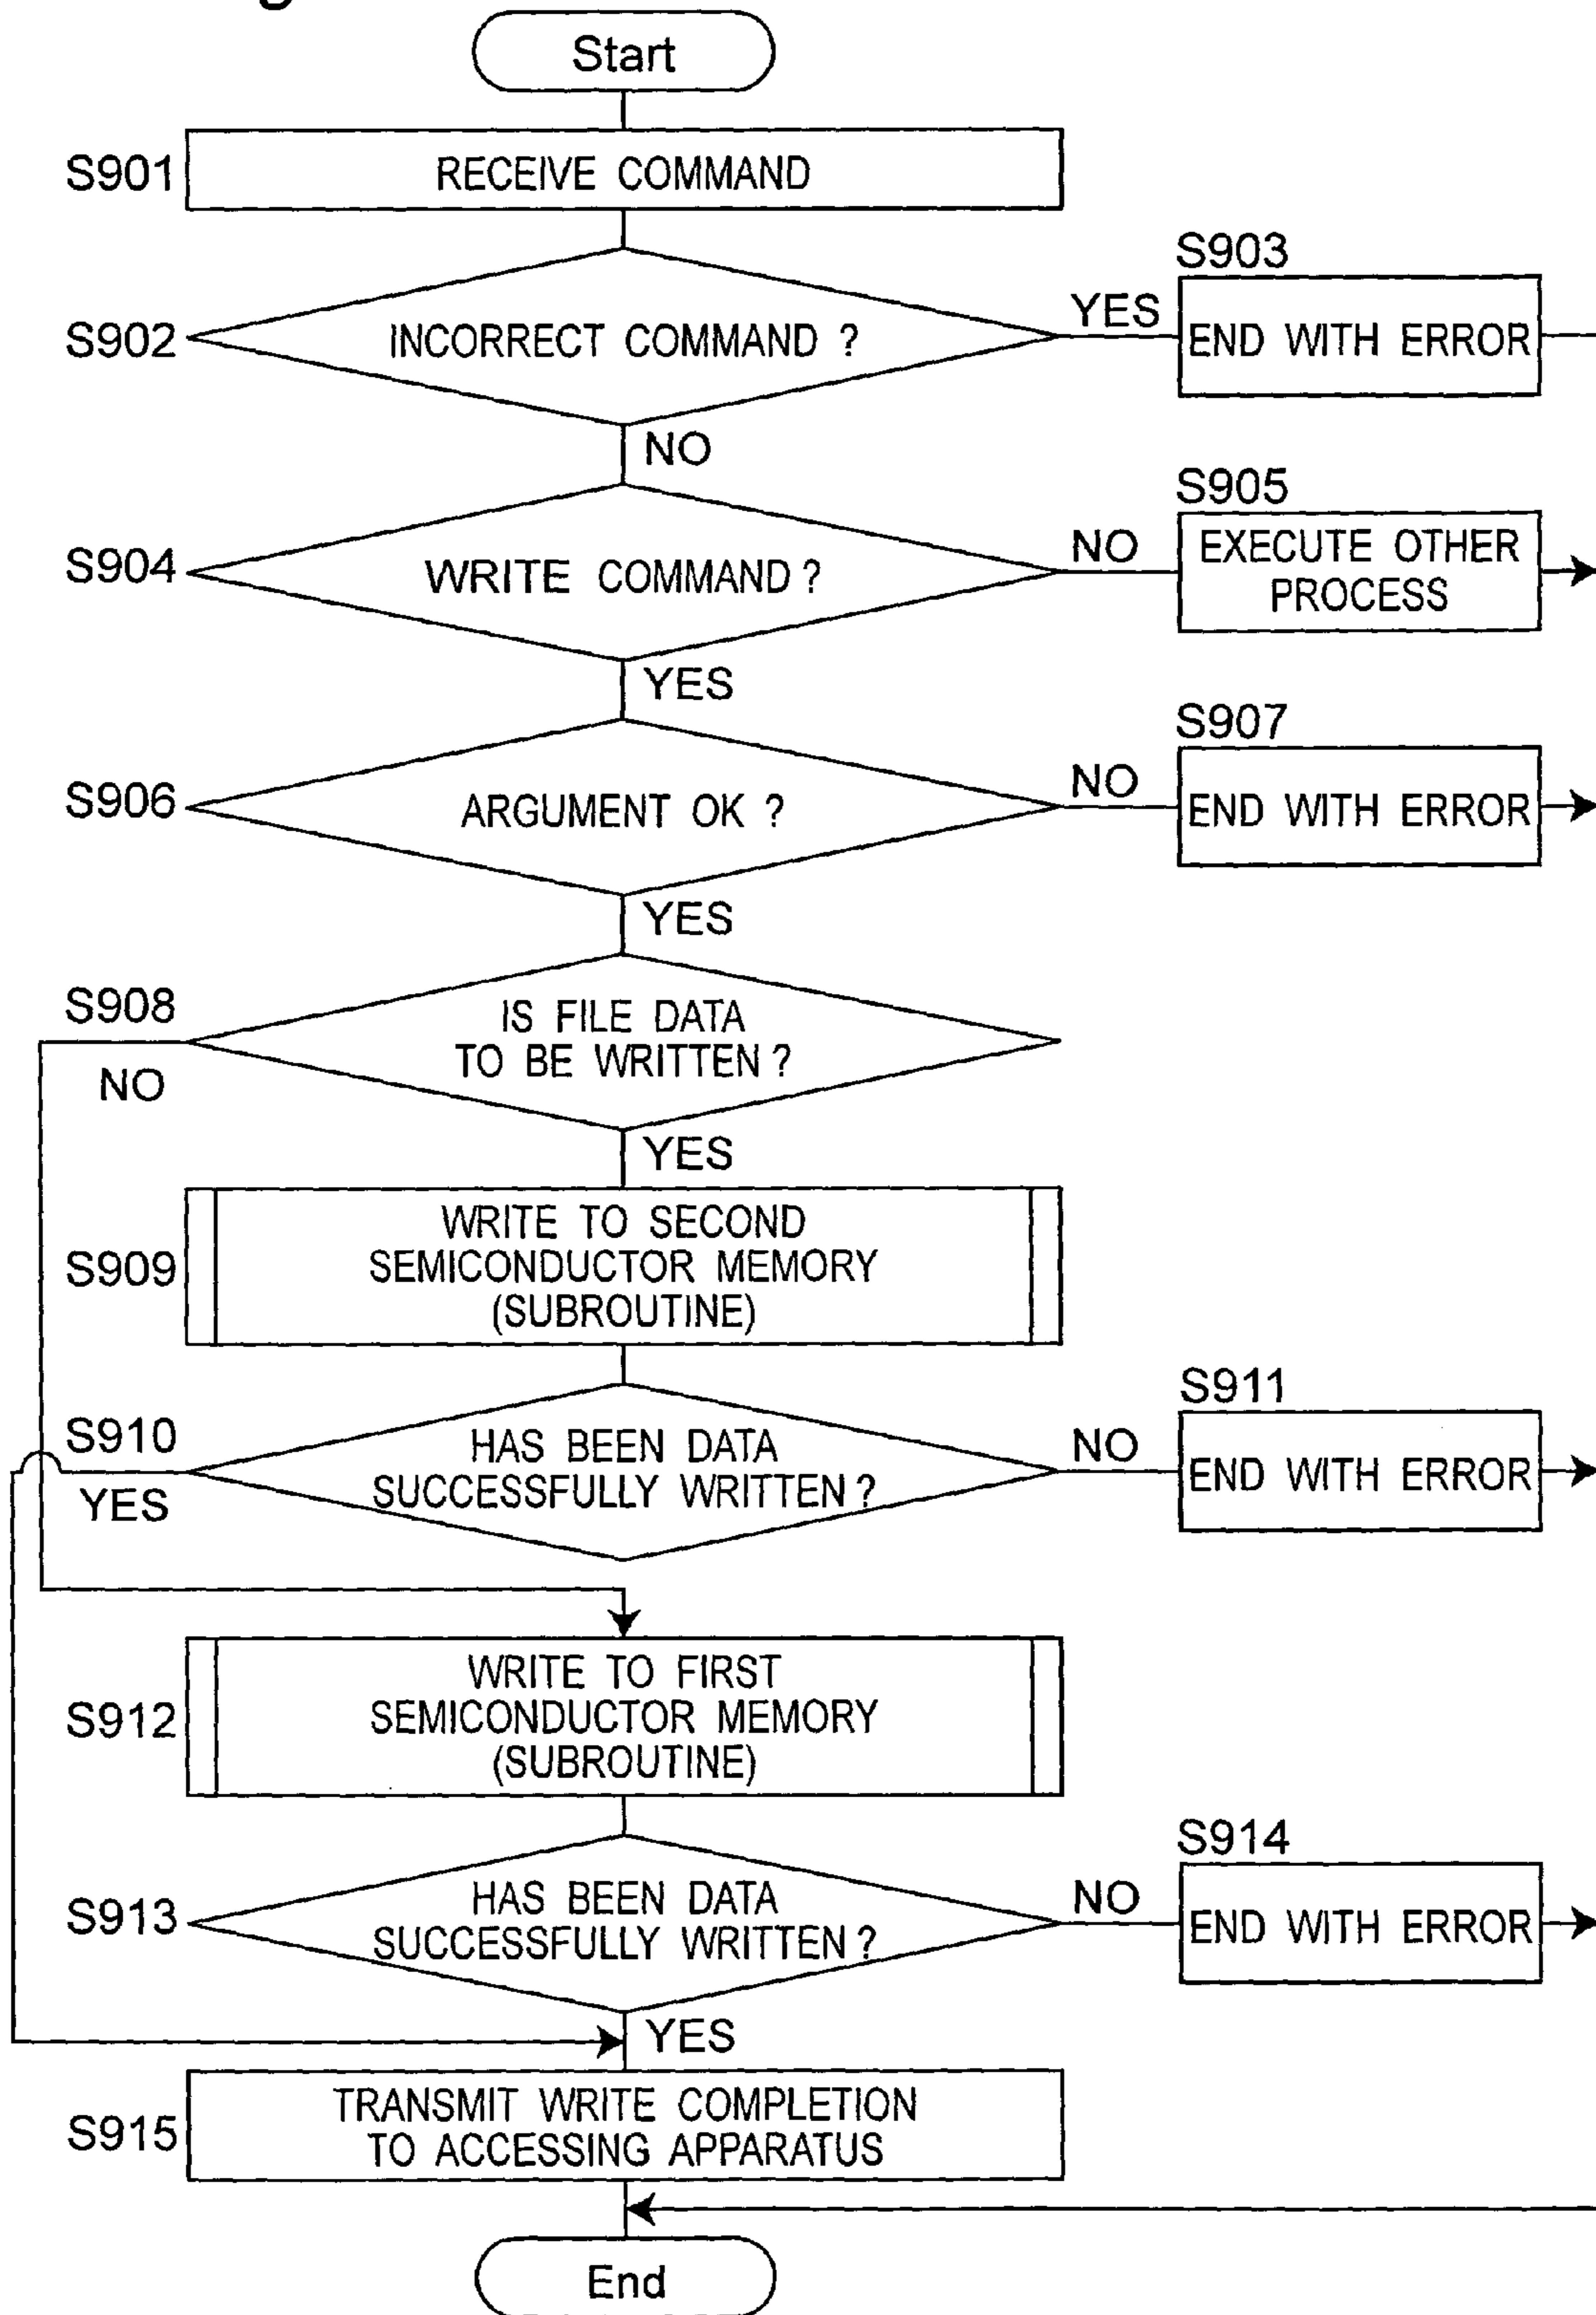 Start
S901
RECEIVE COMMAND
S902
INCORRECT COMMAND ?
YES
S903
END WITH ERROR
NO
S904
WRITE COMMAND ?
NO
S905
EXECUTE OTHER
PROCESS
YES
S906
ARGUMENT OK ?
NO
S907
END WITH ERROR
YES
S908
IS FILE DATA
TO BE WRITTEN ?
NO
YES
S909
WRITE TO SECOND
SEMICONDUCTOR MEMORY
(SUBROUTINE)
S910
HAS BEEN DATA
SUCCESSFULLY WRITTEN ?
YES
NO
S911
END WITH ERROR
S912
WRITE TO FIRST
SEMICONDUCTOR MEMORY
(SUBROUTINE)
S913
HAS BEEN DATA
SUCCESSFULLY WRITTEN ?
NO
S914
END WITH ERROR
YES
S915
TRANSMIT WRITE COMPLETION
TO ACCESSING APPARATUS
End